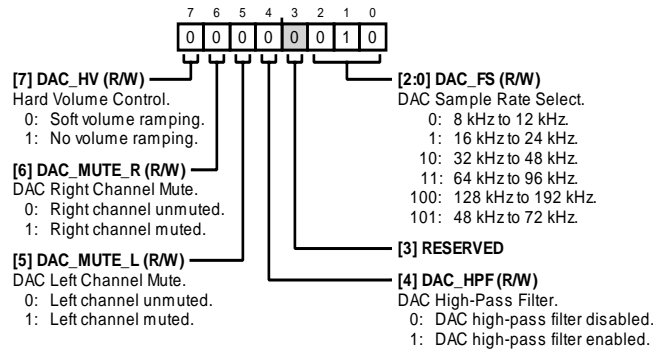 7 6 5 4 3 2 1 0
0 0 0 0 0 0 1 0
[7] DAC_HV (R/W)
Hard Volume Control.
0: Soft volume ramping.
1: No volume ramping.
[6] DAC_MUTE_R (R/W)
DAC Right Channel Mute.
0: Right channel unmuted.
1: Right channel muted.
[5] DAC_MUTE_L (R/W)
DAC Left Channel Mute.
0: Left channel unmuted.
1: Left channel muted.
[2:0] DAC_FS (R/W)
DAC Sample Rate Select.
0: 8 kHz to 12 kHz.
1: 16 kHz to 24 kHz.
10: 32 kHz to 48 kHz.
11: 64 kHz to 96 kHz.
100: 128 kHz to 192 kHz.
101: 48 kHz to 72 kHz.
[3] RESERVED
[4] DAC_HPF (R/W)
DAC High-Pass Filter.
0: DAC high-pass filter disabled.
1: DAC high-pass filter enabled.